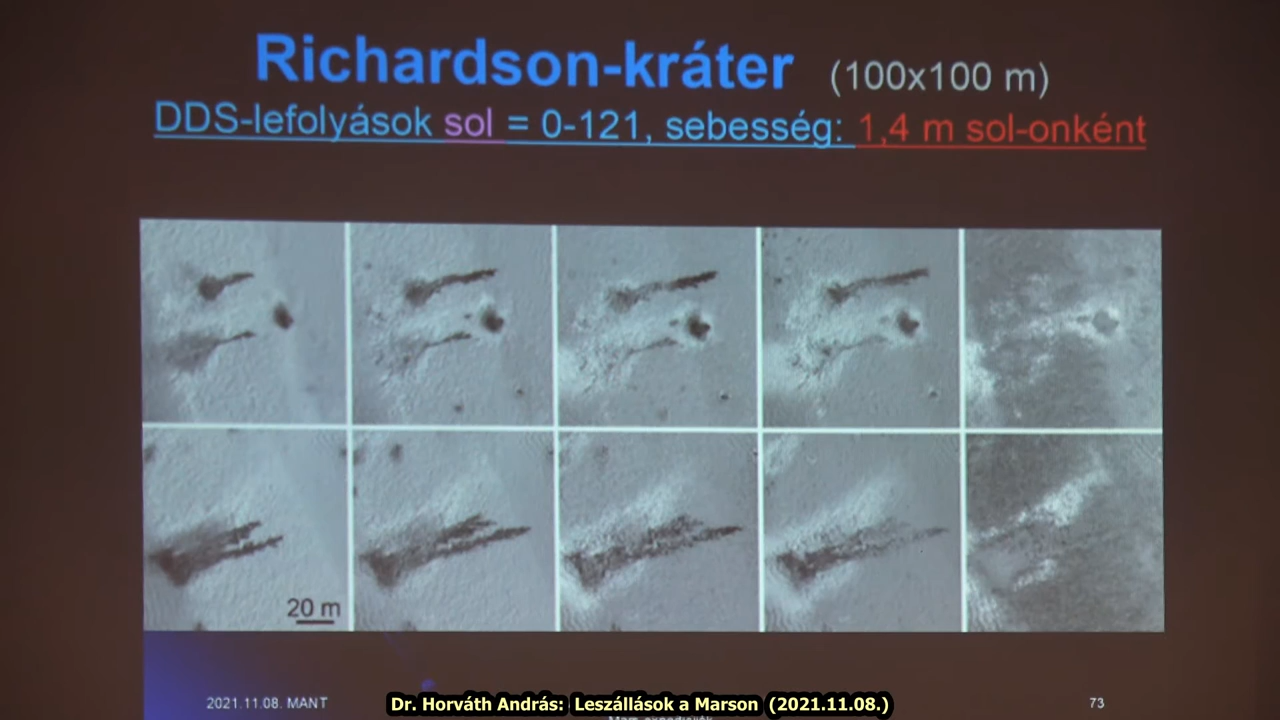 Richardson-kráter (100x100 m)
DDS-lefolyások sol = 0-121, sebesség: 1,4 m sol-onként
20 m
2021.11.08. MANT
Dr. Horváth András: Leszállások a Marson (2021.11.08.)
73